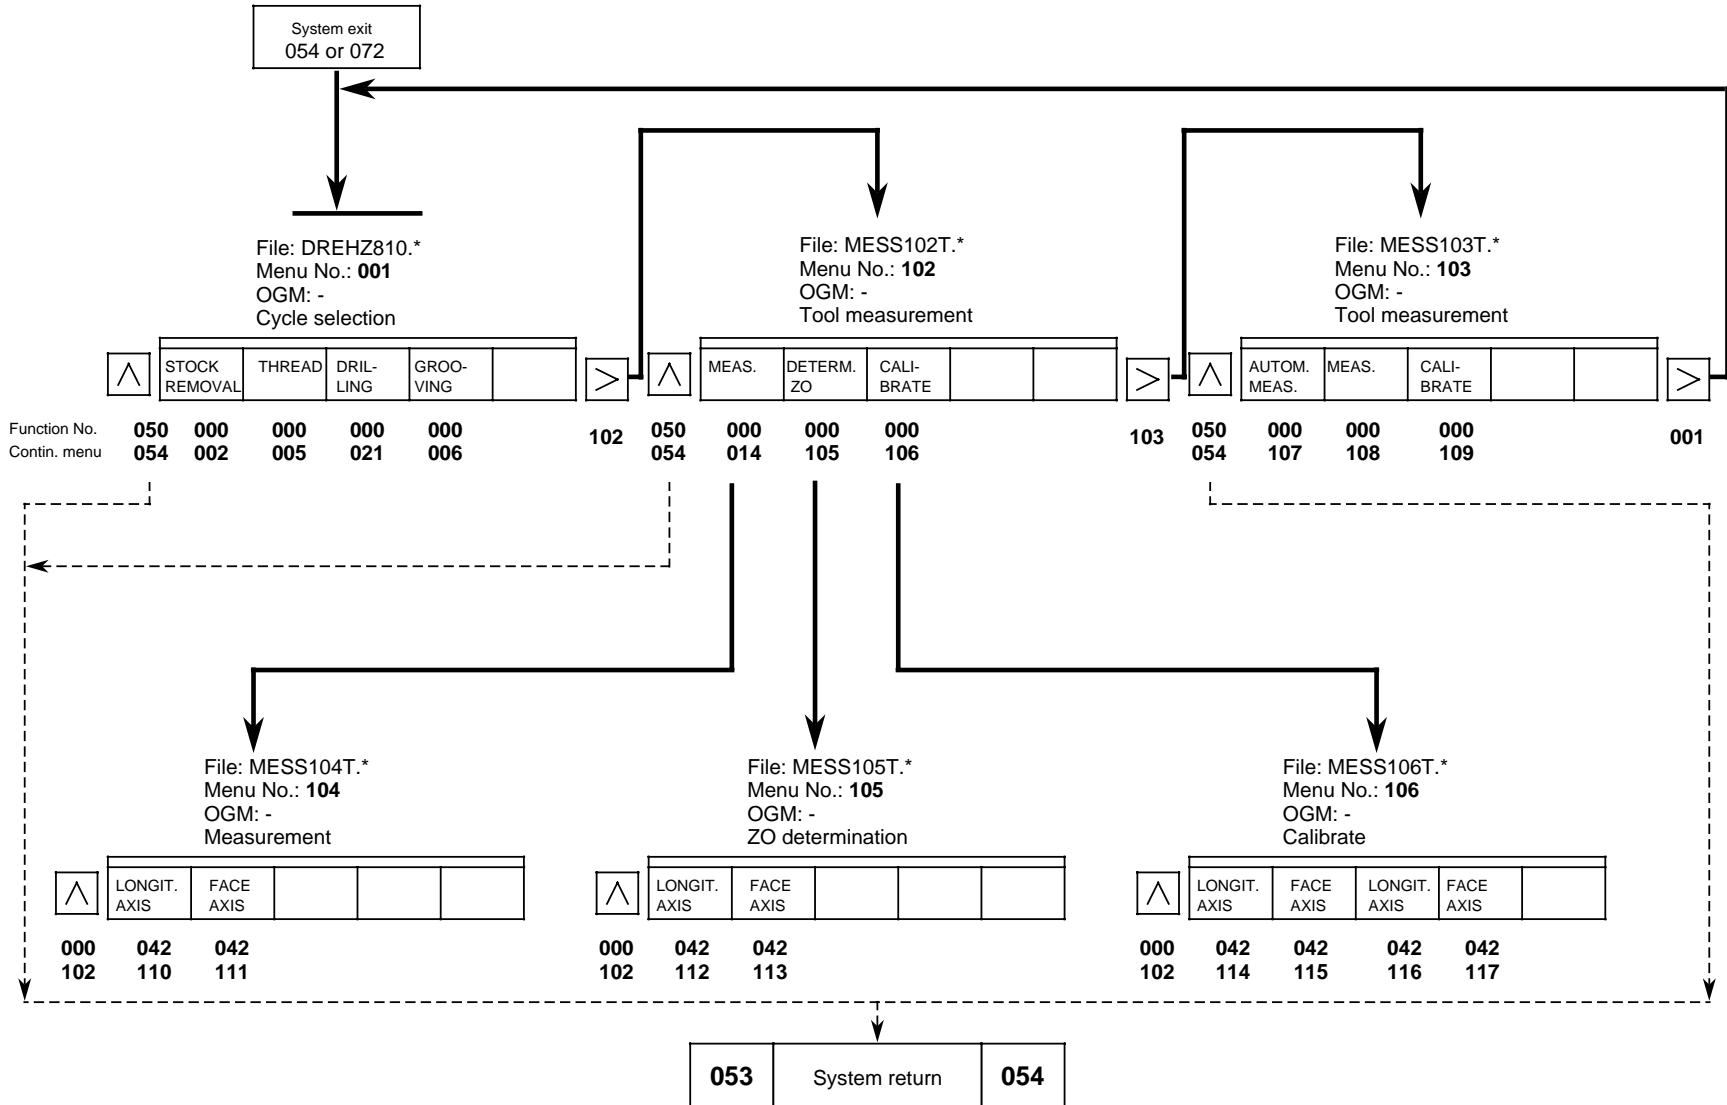 System exit
054 or 072
File: DREHZ810.*
Menu No.: 001
OGM: -
Cycle selection
File: MESS102T.*
Menu No.: 102
OGM: -
Tool measurement
File: MESS103T.*
Menu No.: 103
OGM: -
Tool measurement
STOCK REMOVAL
THREAD
DRIL-
LING
GROO-
VING
MEAS.
DETERM.
ZO
CALI-
BRATE
AUTOM.
MEAS.
MEAS.
CALI-
BRATE
Function No. 050 000 000 000 000 102 050 000 000 000 103 050 000 000 000 001
Contin. menu 054 002 005 021 006 054 014 105 106 054 107 108 109
File: MESS104T.*
Menu No.: 104
OGM: -
Measurement
File: MESS105T.*
Menu No.: 105
OGM: -
ZO determination
File: MESS106T.*
Menu No.: 106
OGM: -
Calibrate
LONGIT. FACE LONGIT. FACE LONGIT. FACE LONGIT. FACE
AXIS AXIS AXIS AXIS AXIS AXIS AXIS AXIS
000 042 042 000 042 042 000 042 042 042 042
102 110 111 102 112 113 102 114 115 116 117
053 System return 054